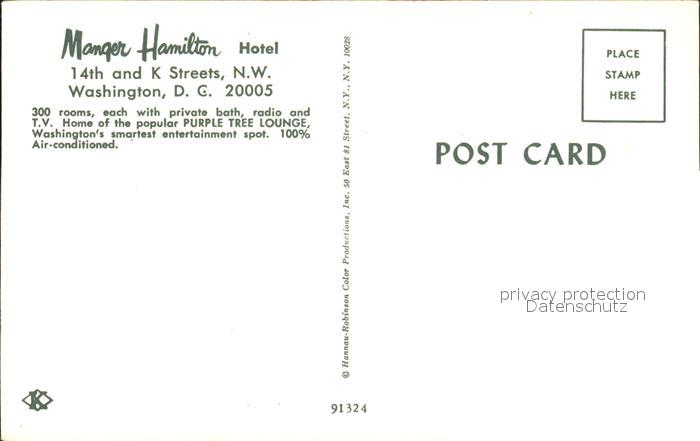 Manger Hamilton Hotel
14th and K Streets, N.W.
Washington, D. C. 20005
300 rooms, each with private bath, radio and
T.V. Home of the popular PURPLE TREE LOUNGE,
Washington's smartest entertainment spot. 100%
Air-conditioned.
© Hannau-Robinson Color Productions, Inc. 50 East 81 Street, N.Y., N.Y. 10028
PLACE
STAMP
HERE
POST CARD
privacy protection
Datenschutz
K
91324